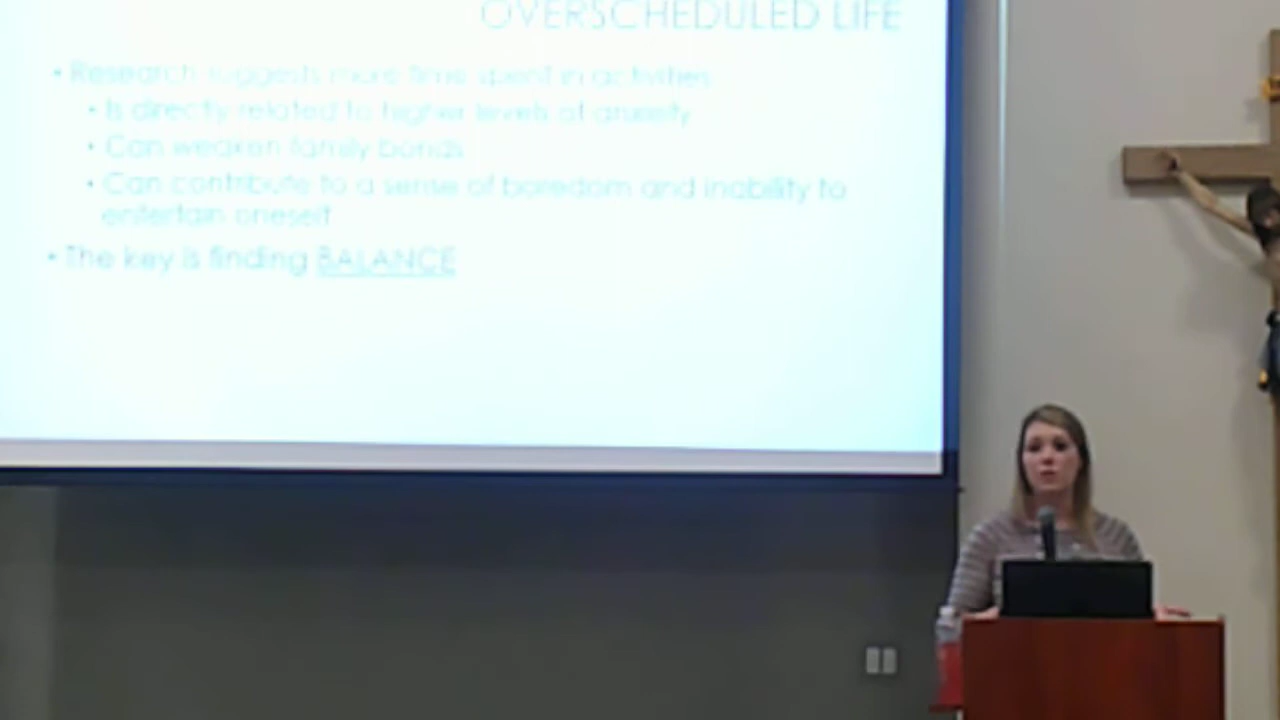 OVERSCHEDULED LIFE
• Research suggests more time spent in activities
• Is directly related to higher levels of anxiety
• Can weaken family bonds
• Can contribute to a sense of boredom and inability to
entertain oneself
• The key is finding BALANCE